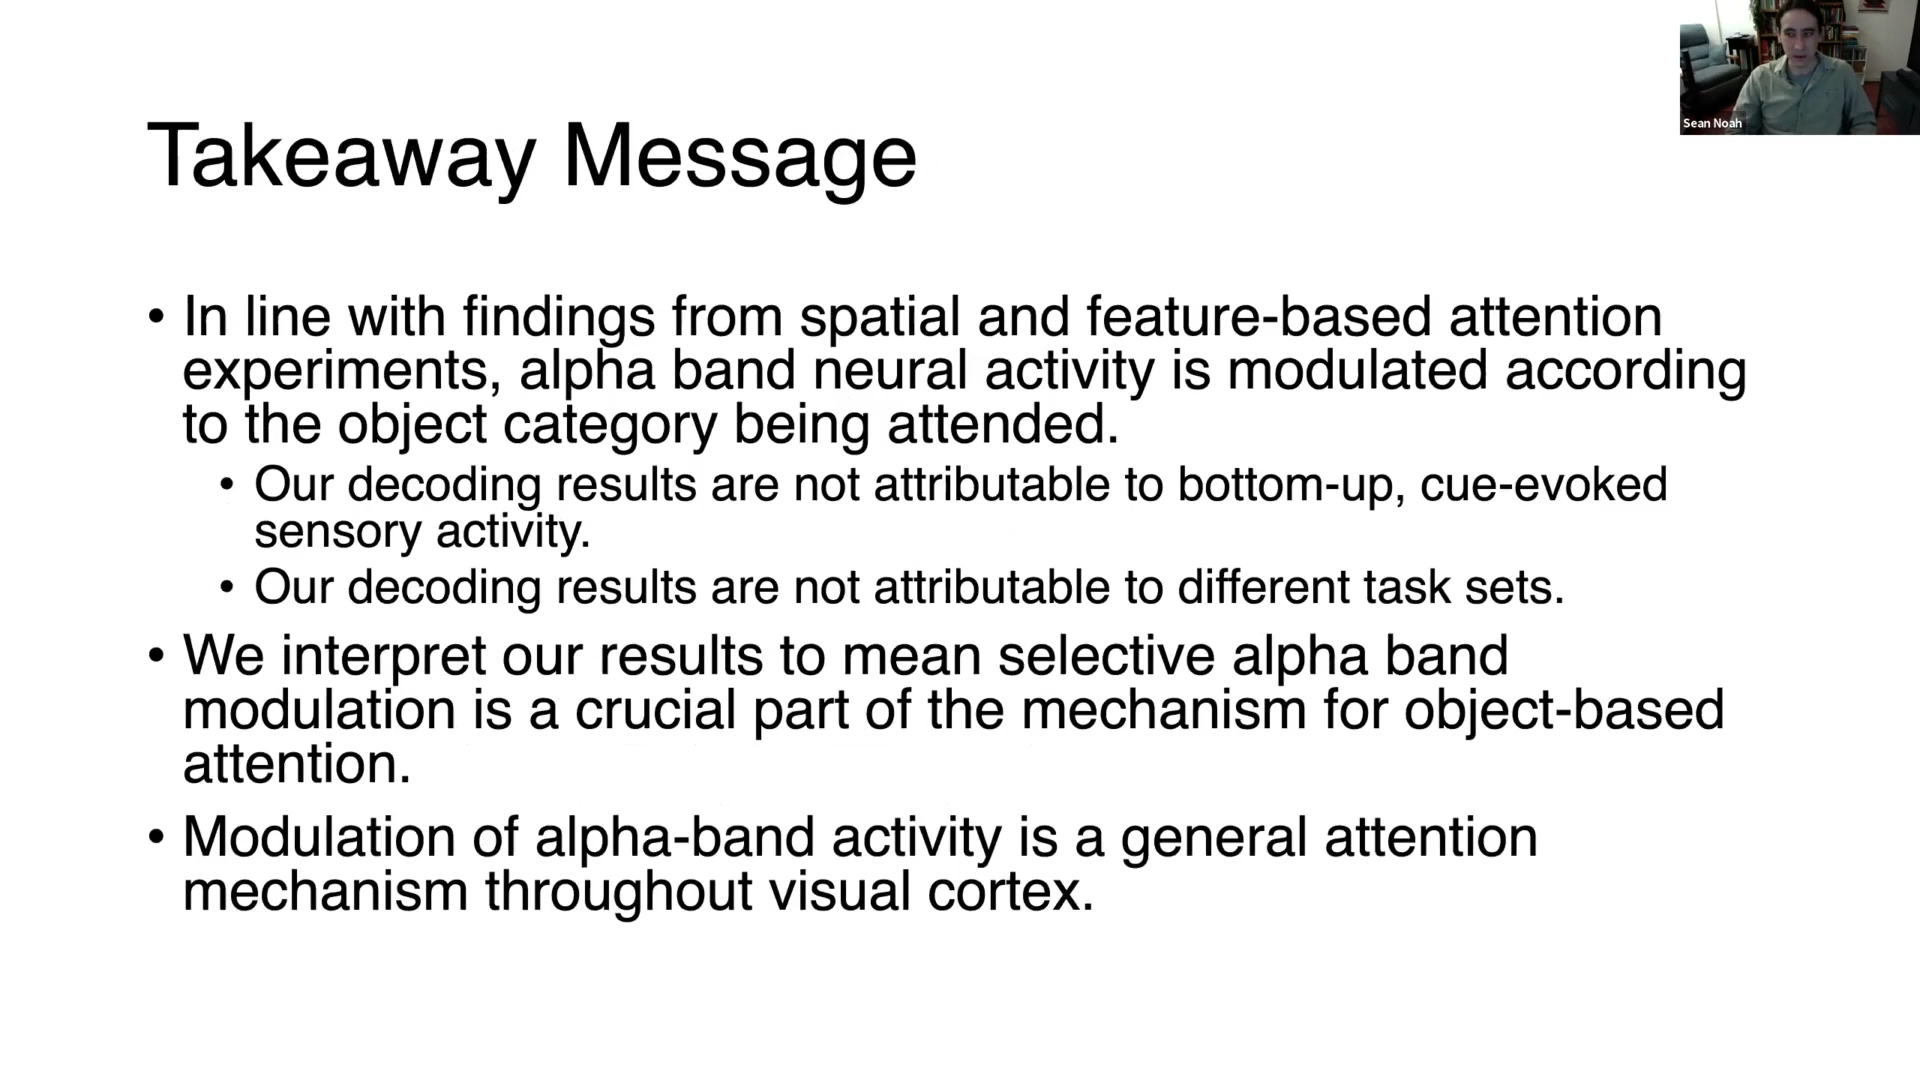 Sean Noah
Takeaway Message
• In line with findings from spatial and feature-based attention
experiments, alpha band neural activity is modulated according
to the object category being attended.
• Our decoding results are not attributable to bottom-up, cue-evoked
sensory activity.
• Our decoding results are not attributable to different task sets.
• We interpret our results to mean selective alpha band
modulation is a crucial part of the mechanism for object-based
attention.
• Modulation of alpha-band activity is a general attention
mechanism throughout visual cortex.